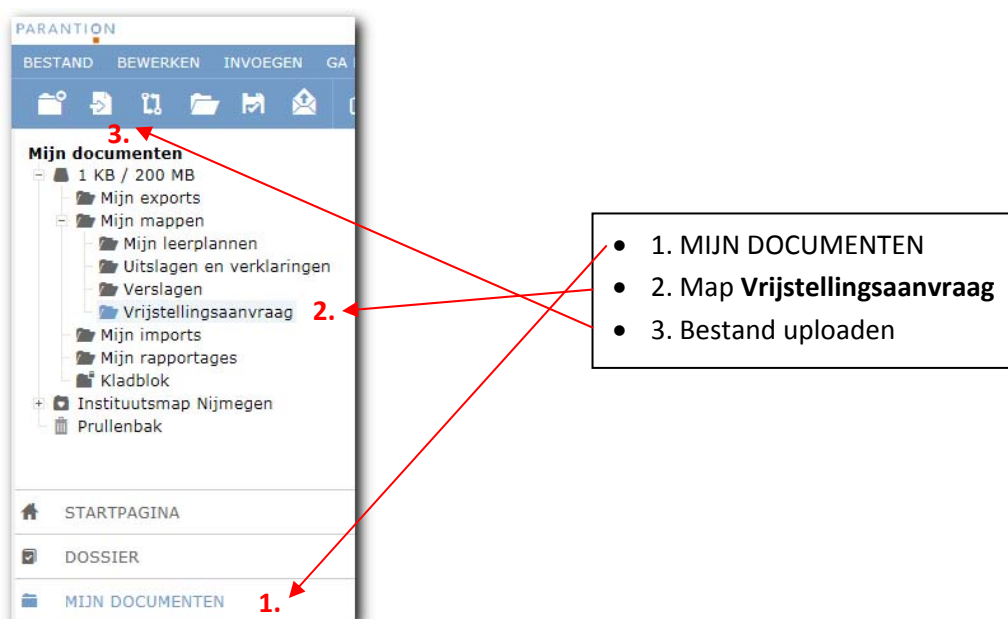 PARANTION
BESTAND BEWERKEN INVOEGEN GA
3.
Mijn documenten
1 KB / 200 MB
Mijn exports
Mijn mappen
Mijn leerplannen
Uitslagen en verklaringen
Verslagen
Vrijstellingsaanvraag 2.
Mijn imports
Mijn rapportages
Kladblok
Instituutsmap Nijmegen
Prullenbak
STARTPAGINA
DOSSIER
MIJN DOCUMENTEN 1.
• 1. MIJN DOCUMENTEN
• 2. Map Vrijstellingsaanvraag
• 3. Bestand uploaden